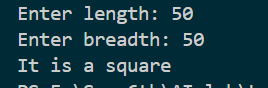 Enter length: 50
Enter breadth: 50
It is a square